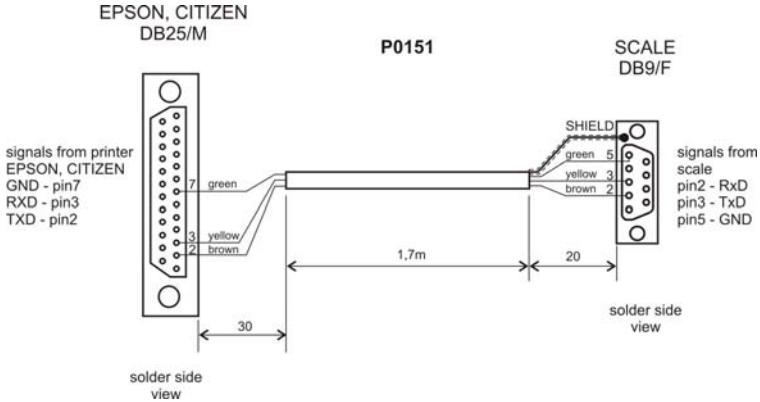 EPSON, CITIZEN
DB25/M
P0151
SCALE
DB9/F
signals from printer
EPSON, CITIZEN
GND - pin7
RXD - pin3
TXD - pin2
7 green
3 yellow
2 brown
SHIELD
green 5
yellow 3
brown 2
signals from
scale
pin2 - RxD
pin3 - TxD
pin5 - GND
1,7m
20
30
solder side
view
solder side
view